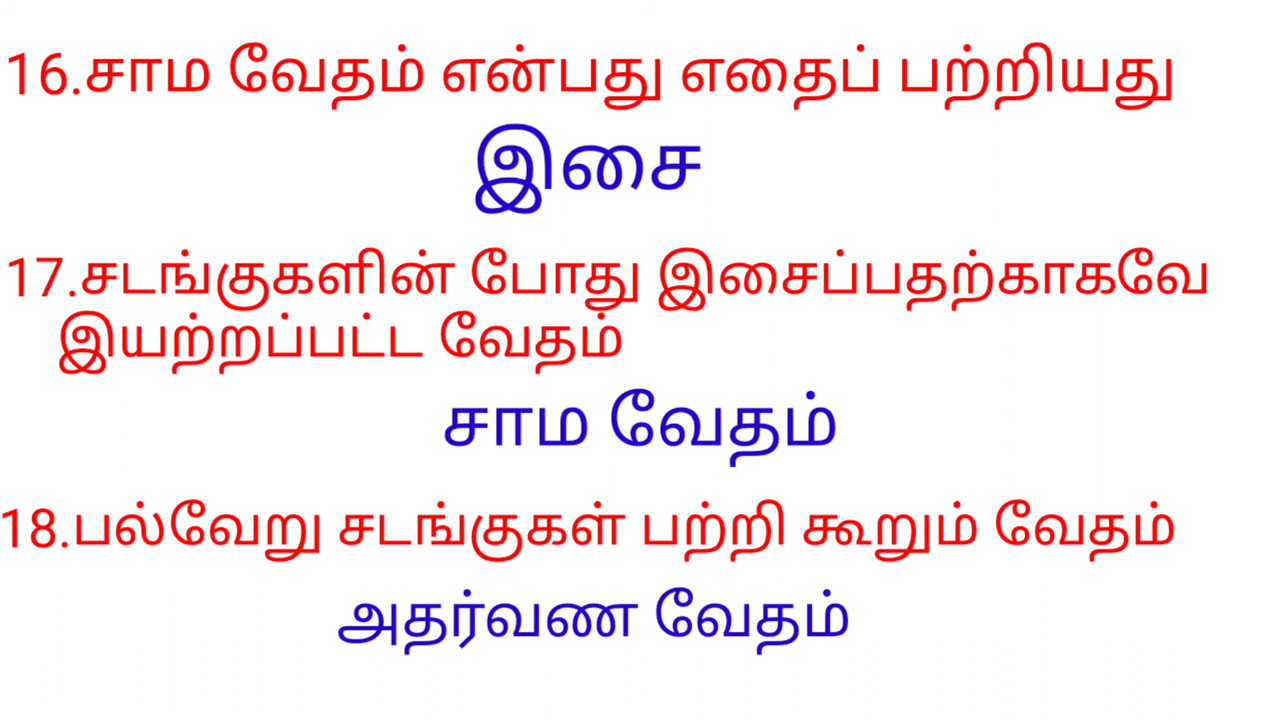 16.சாம வேதம் என்பது எதைப் பற்றியது
இசை
17.சடங்குகளின் போது இசைப்பதற்காகவே
இயற்றப்பட்ட வேதம்
சாம வேதம்
18.பல்வேறு சடங்குகள் பற்றி கூறும் வேதம்
அதர்வண வேதம்